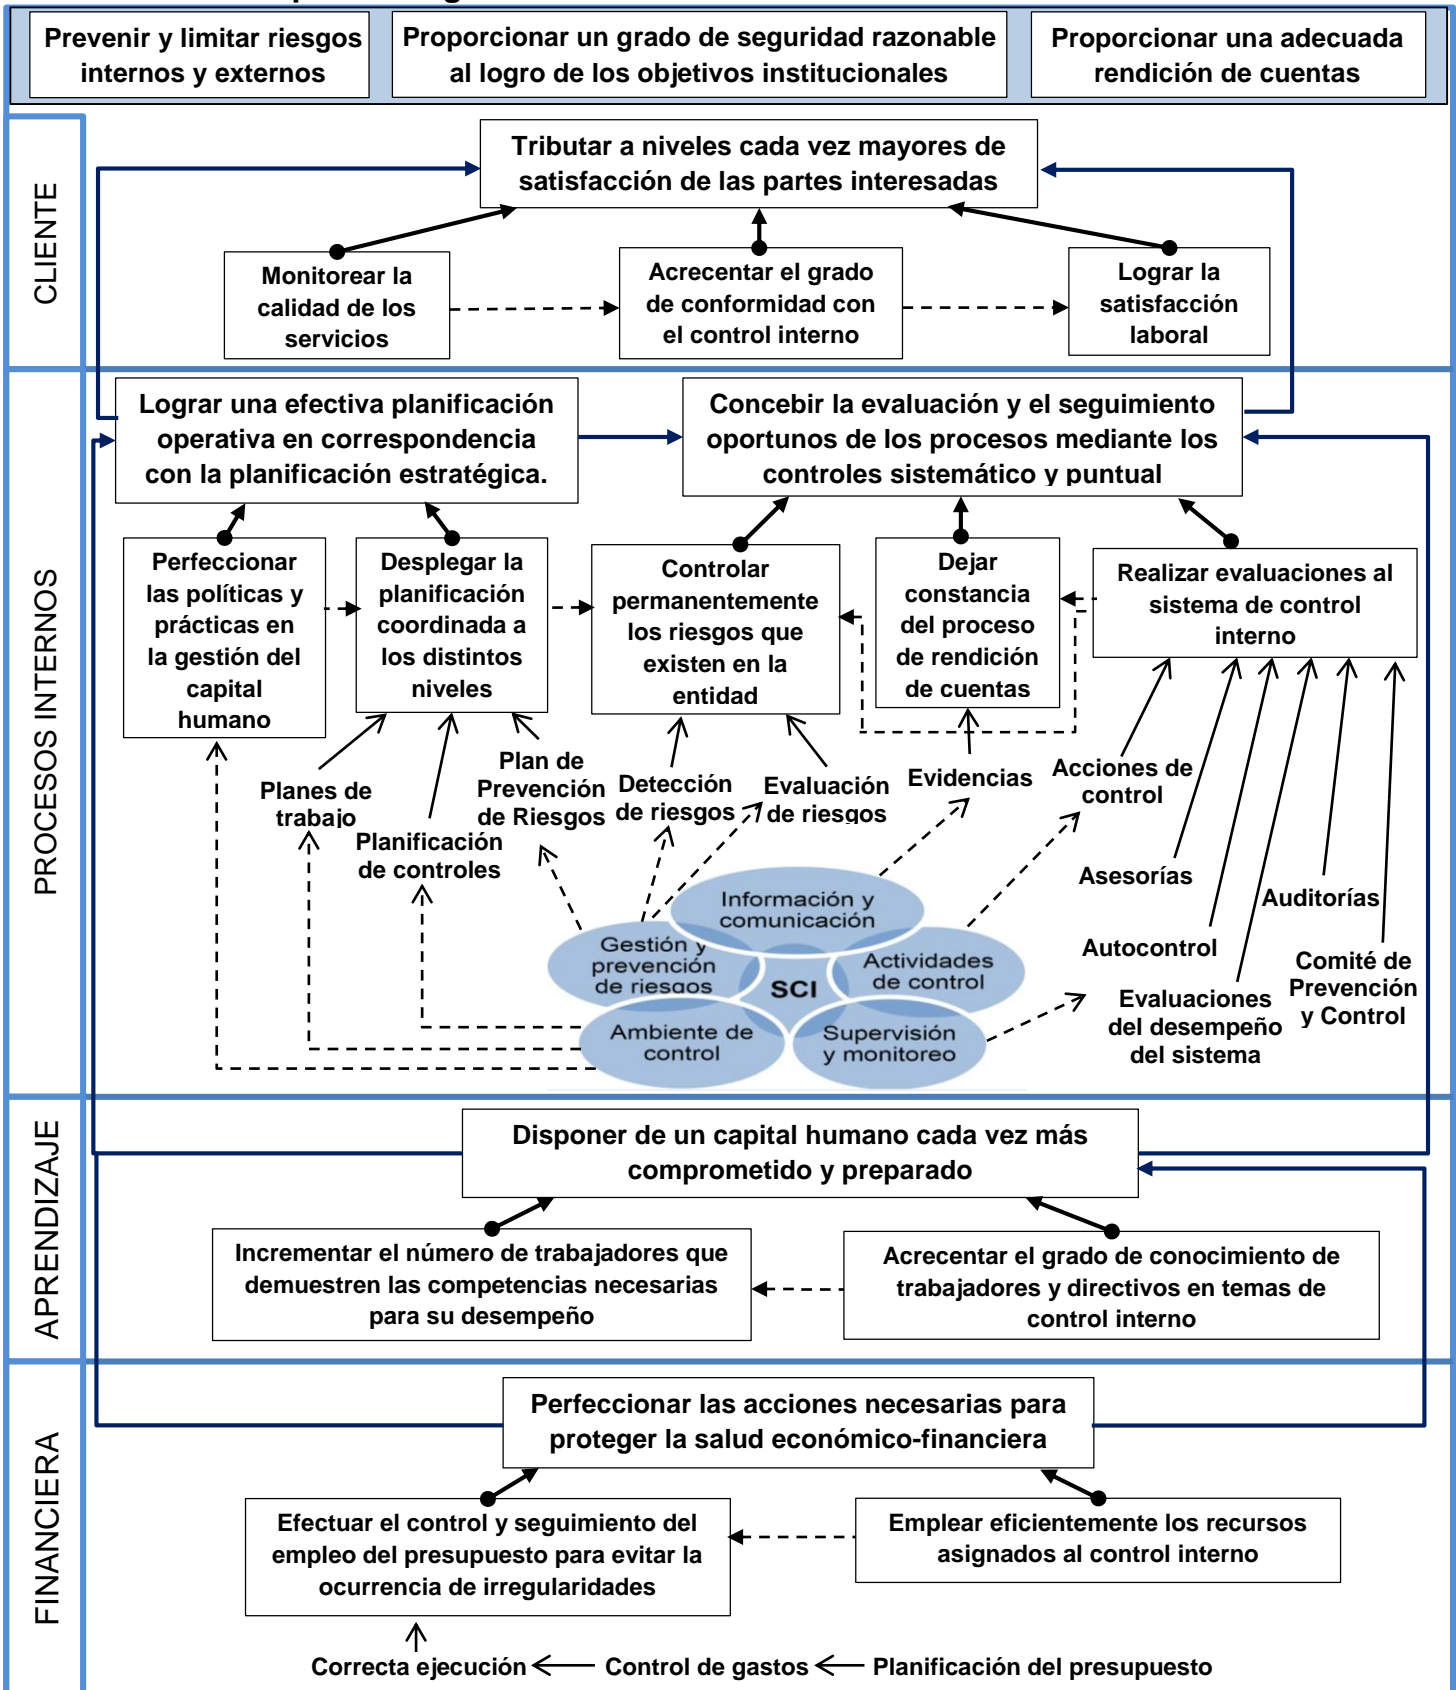 Prevenir y limitar riesgos
internos y externos
Proporcionar un grado de seguridad razonable
al logro de los objetivos institucionales
Proporcionar una adecuada
rendición de cuentas
CLIENTE
Tributar a niveles cada vez mayores de
satisfacción de las partes interesadas
Monitorear la
calidad de los
servicios
Acrecentar el grado
de conformidad con
el control interno
Lograr la
satisfacción
laboral
PROCESOS INTERNOS
Lograr una efectiva planificación
operativa en correspondencia
con la planificación estratégica.
Concebir la evaluación y el seguimiento
oportunos de los procesos mediante los
controles sistemático y puntual
Perfeccionar
las políticas y
prácticas en
la gestión del
capital
humano
Desplegar la
planificación
coordinada a
los distintos
niveles
Controlar
permanentemente
los riesgos que
existen en la
entidad
Dejar
constancia
del proceso
de rendición
de cuentas
Realizar evaluaciones al
sistema de control
interno
Planes de
trabajo
Planificación
de controles
Plan de
Prevención
de Riesgos
Detección
de riesgos
Evaluación
de riesgos
Evidencias
Acciones de
control
Asesorías
Autocontrol
Evaluaciones
del desempeño
del sistema
Auditorías
Comité de
Prevención
y Control
Información y
comunicación
Gestión y
prevención
de riesgos
Actividades
de control
SCI
Ambiente de
control
Supervisión
y monitoreo
APRENDIZAJE
Disponer de un capital humano cada vez más
comprometido y preparado
Incrementar el número de trabajadores que
demuestren las competencias necesarias
para su desempeño
Acrecentar el grado de conocimiento de
trabajadores y directivos en temas de
control interno
FINANCIERA
Perfeccionar las acciones necesarias para
proteger la salud económico-financiera
Efectuar el control y seguimiento del
empleo del presupuesto para evitar la
ocurrencia de irregularidades
Emplear eficientemente los recursos
asignados al control interno
Correcta ejecución
Control de gastos
Planificación del presupuesto